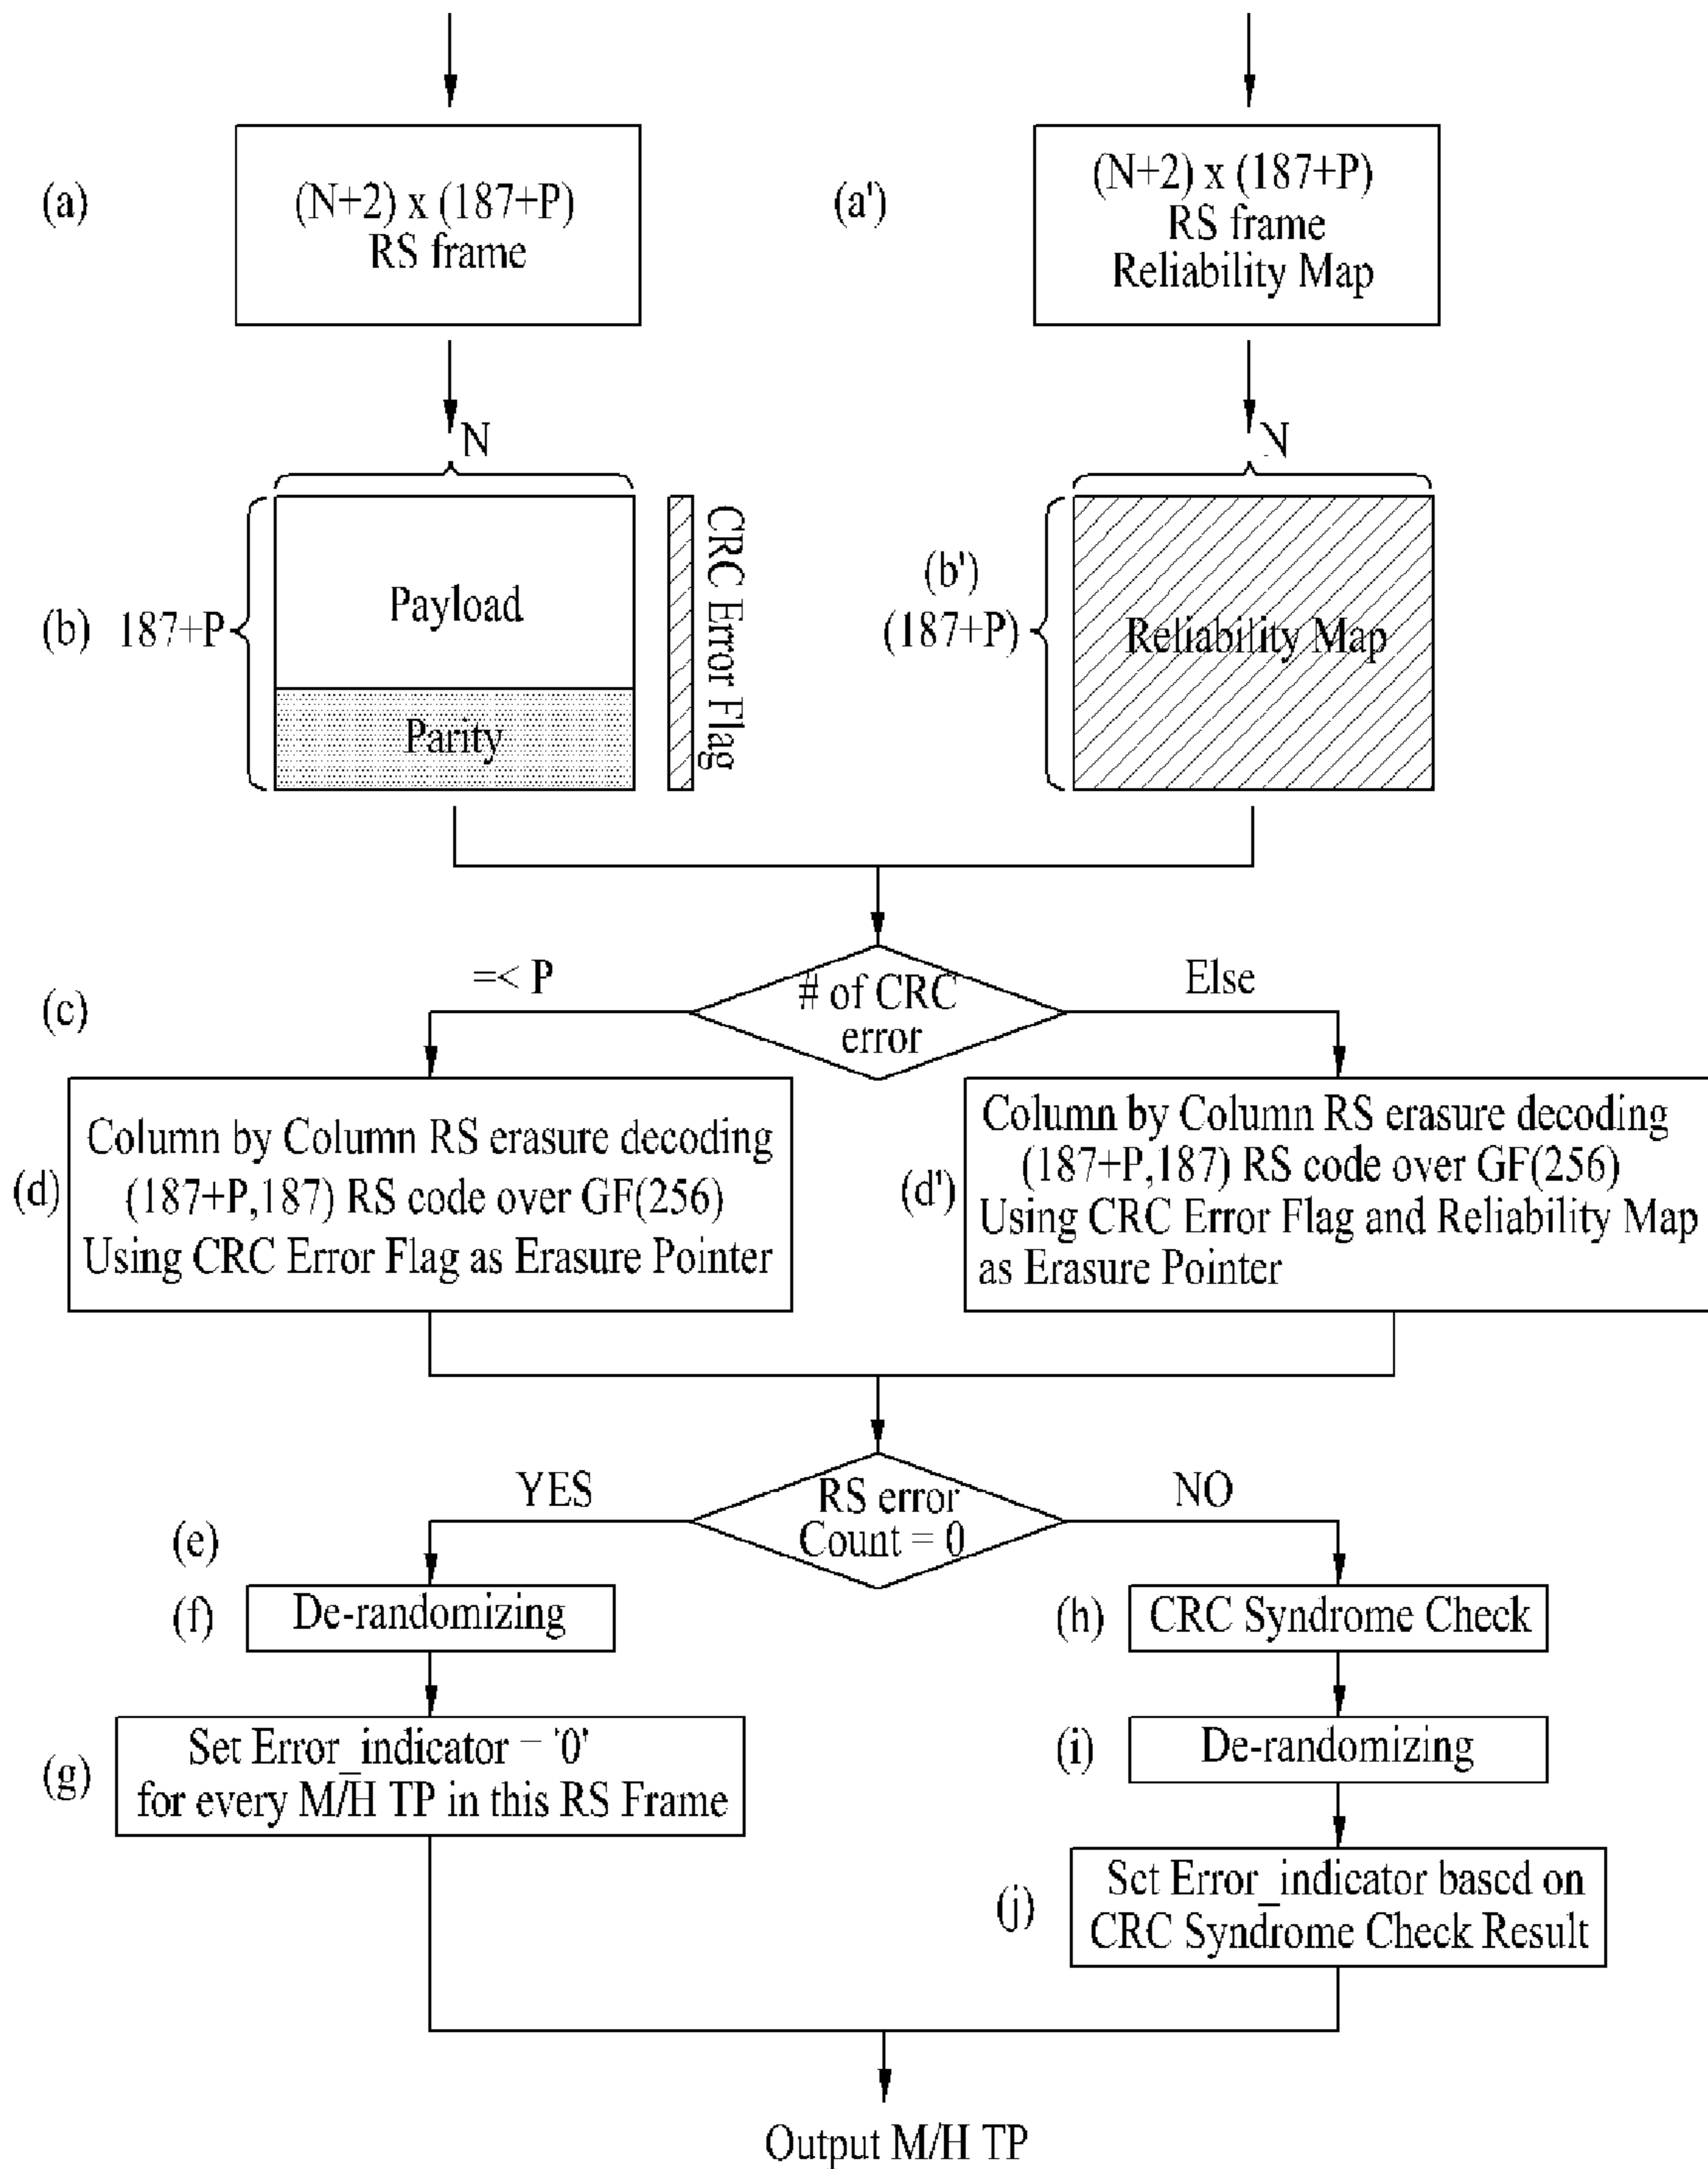 (a)
(N+2) x (187+P)
RS frame
(a')
(N+2) x (187+P)
RS frame
Reliability Map
N
N
(b)
187+P
Payload
Parity
CRC Error Flag
(b')
(187+P)
Reliability Map
(c)
=< P
# of CRC
error
Else
(d)
Column by Column RS erasure decoding
(187+P,187) RS code over GF(256)
Using CRC Error Flag as Erasure Pointer
(d')
Column by Column RS erasure decoding
(187+P,187) RS code over GF(256)
Using CRC Error Flag and Reliability Map
as Erasure Pointer
YES
RS error
Count = 0
NO
(e)
(f)
De-randomizing
(h)
CRC Syndrome Check
(g)
Set Error_indicator = '0'
for every M/H TP in this RS Frame
(i)
De-randomizing
(j)
Set Error_indicator based on
CRC Syndrome Check Result
Output M/H TP